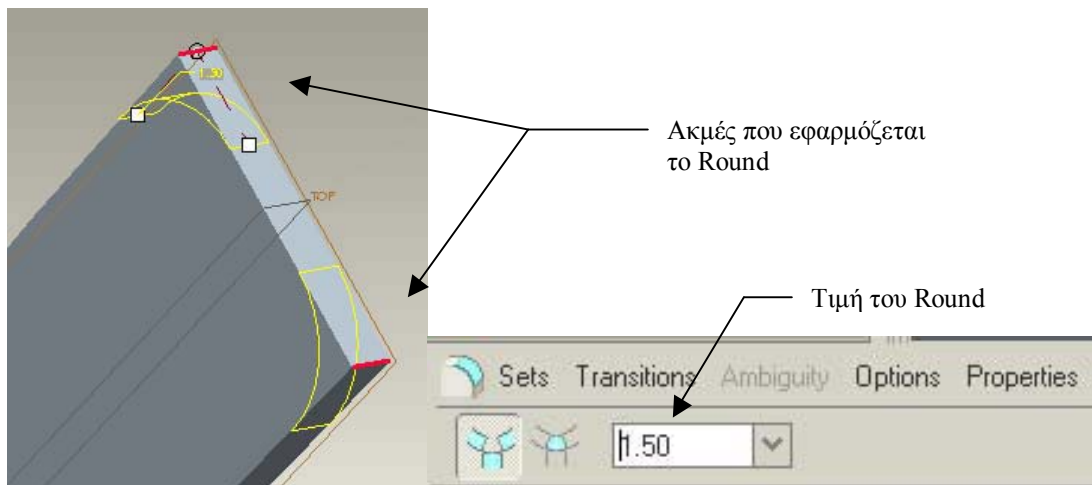 1.50
TOP
Ακμές που εφαρμόζεται
το Round
Τιμή του Round
Sets Transitions Ambiguity Options Properties
1.50